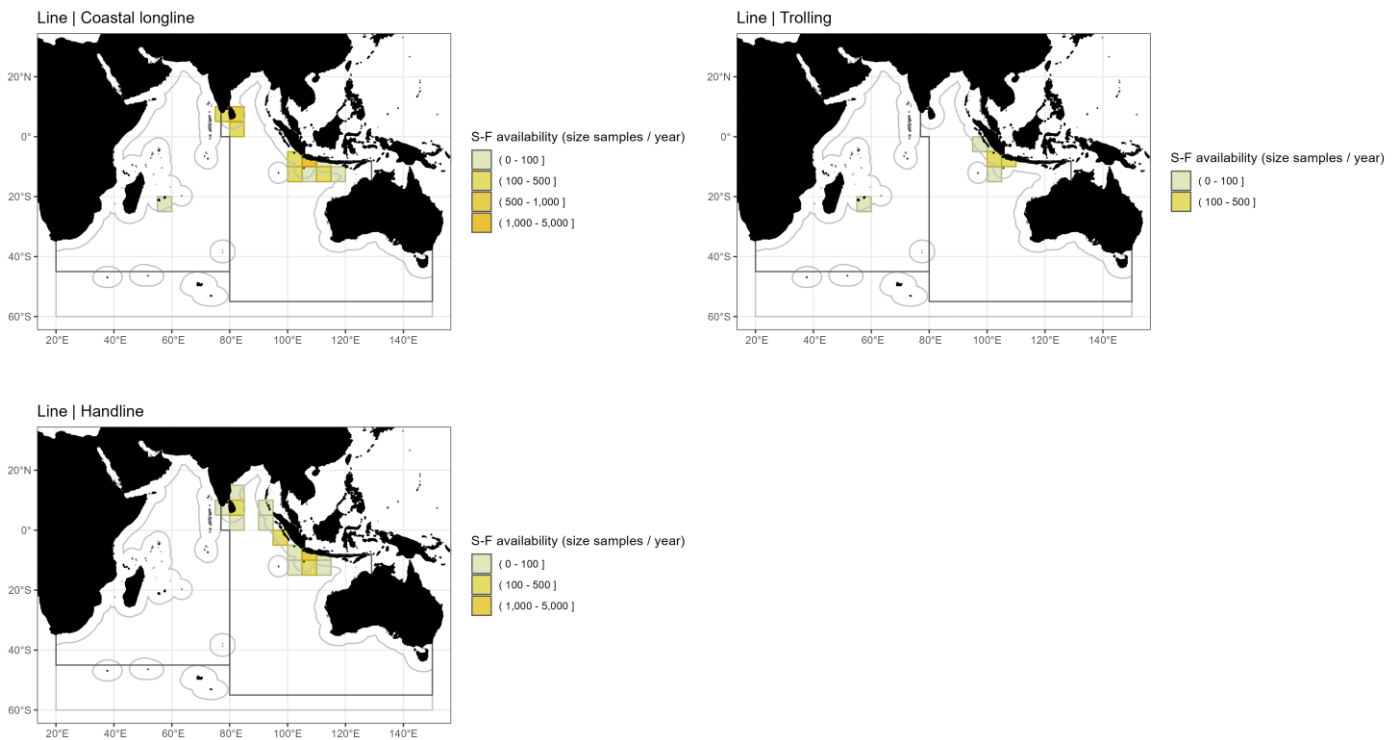 Line | Coastal longline
20°N
0°
20°S
40°S
60°S
20°E 40°E 60°E 80°E 100°E 120°E 140°E
S-F availability (size samples / year)
( 0 - 100 ]
( 100 - 500 ]
( 500 - 1,000 ]
( 1,000 - 5,000 ]
Line | Trolling
20°N
0°
20°S
40°S
60°S
20°E 40°E 60°E 80°E 100°E 120°E 140°E
S-F availability (size samples / year)
( 0 - 100 ]
( 100 - 500 ]
Line | Handline
20°N
0°
20°S
40°S
60°S
20°E 40°E 60°E 80°E 100°E 120°E 140°E
S-F availability (size samples / year)
( 0 - 100 ]
( 100 - 500 ]
( 1,000 - 5,000 ]